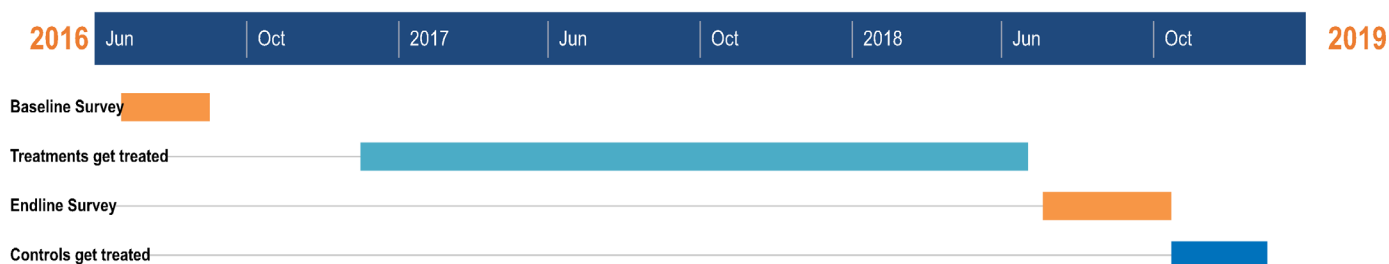 2016 Jun Oct 2017 Jun Oct 2018 Jun Oct 2019
Baseline Survey
Treatments get treated
Endline Survey
Controls get treated